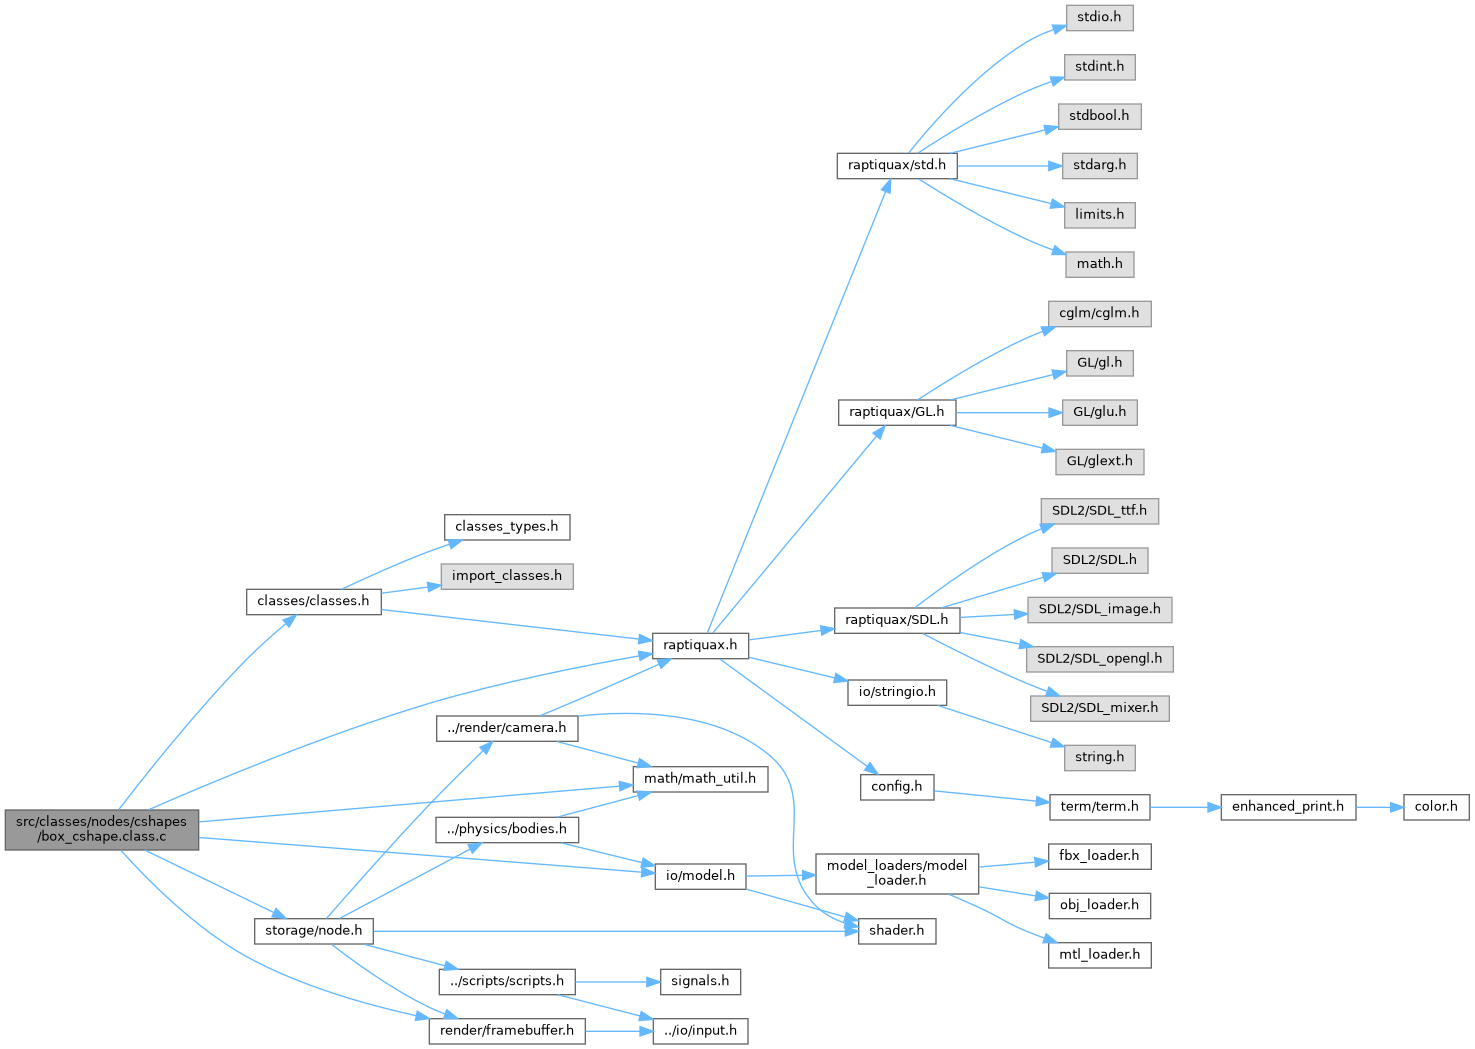 stdio.h
stdint.h
stdbool.h
raptiquax/std.h
stdarg.h
limits.h
math.h
cglm/cglm.h
GL/gl.h
raptiquax/GL.h
GL/glu.h
GL/glext.h
SDL2/SDL_ttf.h
classes_types.h
SDL2/SDL.h
import_classes.h
classes/classes.h
SDL2/SDL_image.h
raptiquax/SDL.h
raptiquax.h
SDL2/SDL_opengl.h
io/stringio.h
SDL2/SDL_mixer.h
../render/camera.h
string.h
math/math_util.h
config.h
term/term.h
enhanced_print.h
color.h
src/classes/nodes/cshapes
/box_cshape.class.c
../physics/bodies.h
fbx_loader.h
io/model.h
model_loaders/model
_loader.h
obj_loader.h
storage/node.h
shader.h
mtl_loader.h
../scripts/scripts.h
signals.h
render/framebuffer.h
../io/input.h